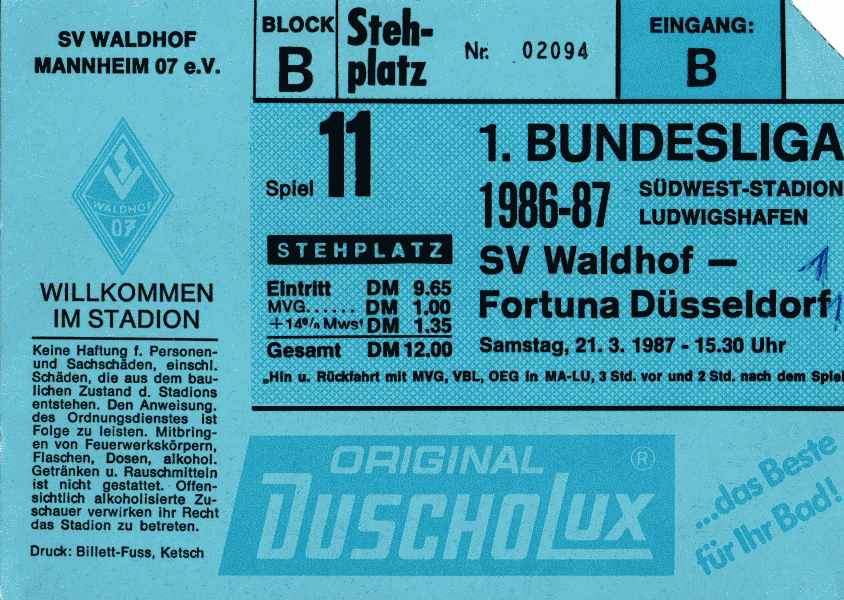 SV WALDHOF
MANNHEIM 07 e.V.
SV
WALDHOF
07
WILLKOMMEN
IM STADION
Keine Haftung f. Personen-
und Sachschäden, einschl.
Schäden, die aus dem bau-
lichen Zustand d. Stadions
entstehen. Den Anweisung.
des Ordnungsdienstes ist
Folge zu leisten. Mitbring-
en von Feuerwerkskörpern,
Flaschen, Dosen, alkohol.
Getränken u. Rauschmitteln
ist nicht gestattet. Offen-
sichtlich alkoholisierte Zu-
schauer verwirken ihr Recht
das Stadion zu betreten.
Druck: Billett-Fuss, Ketsch
BLOCK
B
Steh-
platz
Nr. 02094
EINGANG:
B
Spiel 11
STEHPLATZ
Eintritt DM 9.65
MVG...... DM 1.00
+14% Mwst DM 1.35
Gesamt DM 12.00
1. BUNDESLIGA
1986-87 SÜDWEST-STADION
LUDWIGSHAFEN
SV Waldhof – 1
Fortuna Düsseldorf
Samstag, 21. 3. 1987 - 15.30 Uhr
„Hin u. Rückfahrt mit MVG, VBL, OEG in MA-LU, 3 Std. vor und 2 Std. nach dem Spiel
ORIGINAL ®
DUSCHOLUX
...das Beste
für Ihr Bad!